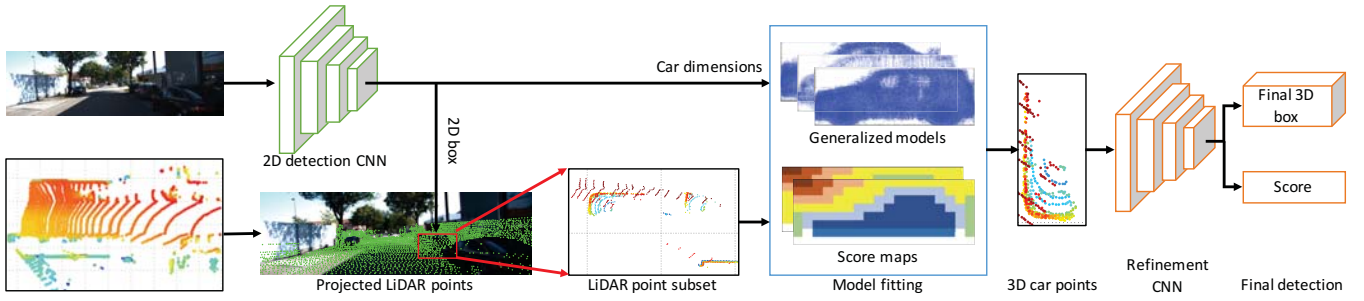 2D detection CNN
Car dimensions
2D box
Projected LiDAR points
LiDAR point subset
Generalized models
Score maps
Model fitting
3D car points
Refinement
CNN
Final 3D
box
Score
Final detection